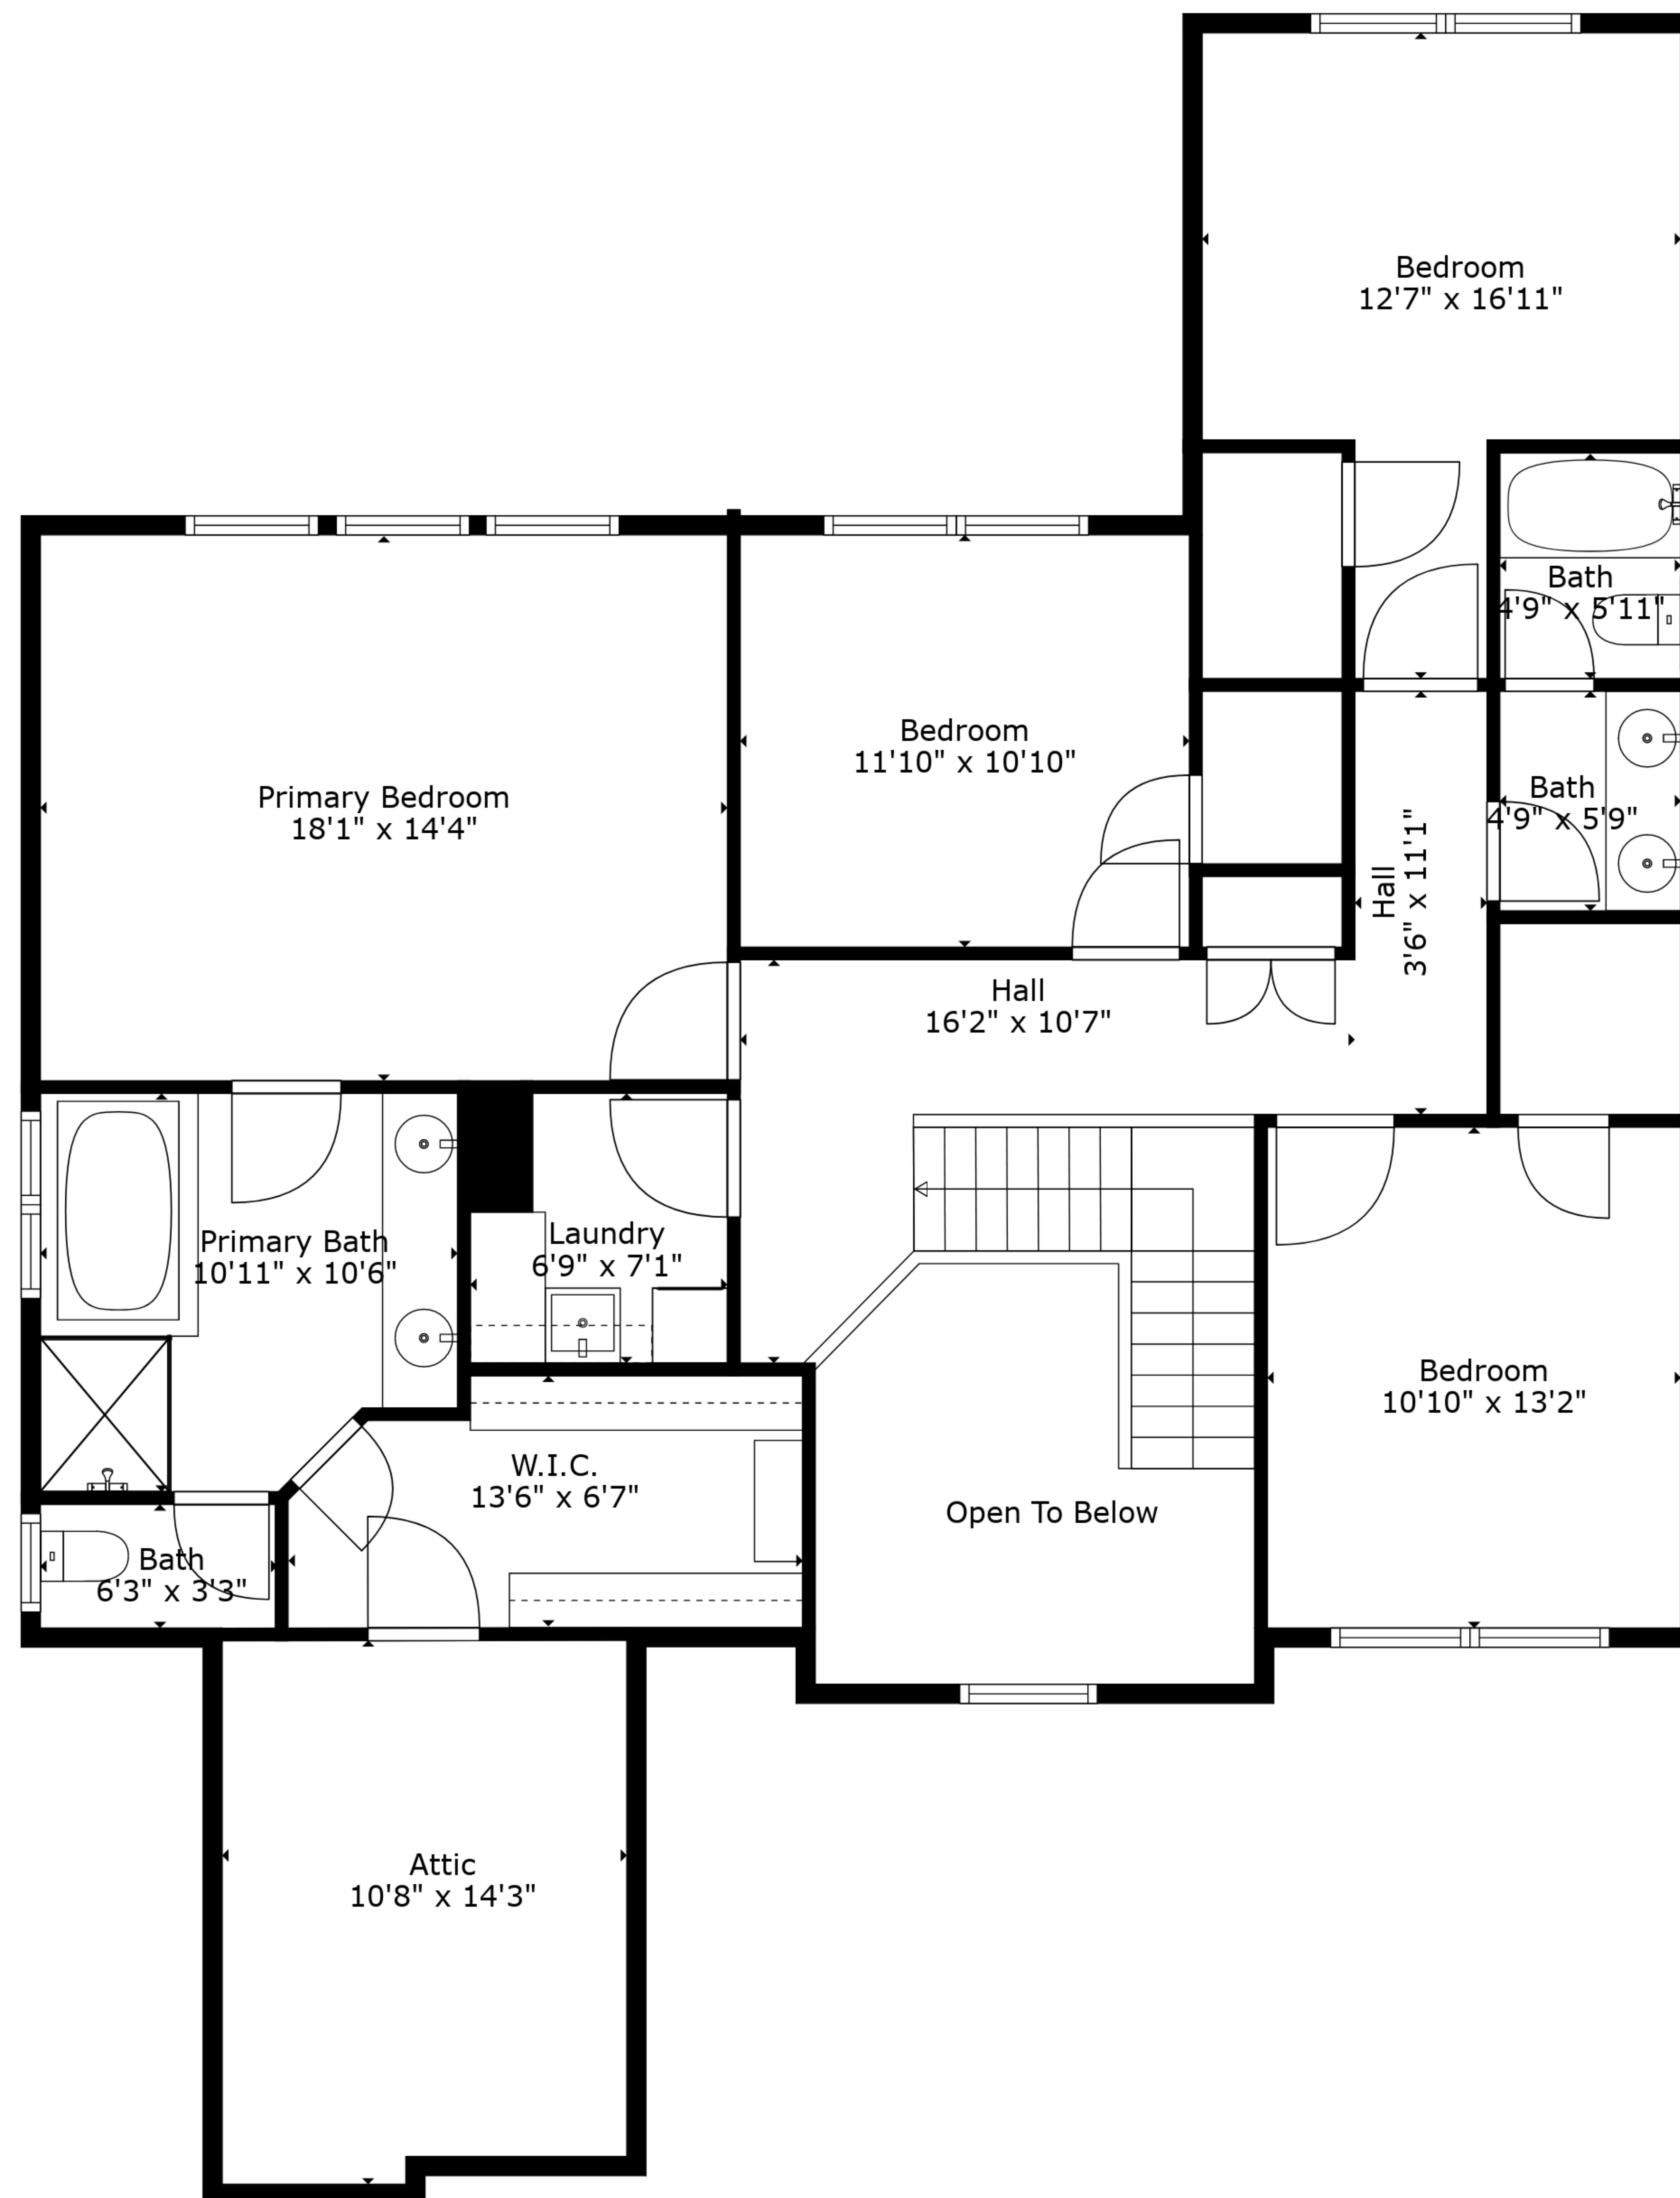 Bedroom
12'7" x 16'11"
Bath
4'9" x 5'11"
Bedroom
11'10" x 10'10"
Primary Bedroom
18'1" x 14'4"
Bath
4'9" x 5'9"
Hall
3'6" x 11'1"
Hall
16'2" x 10'7"
Primary Bath
10'11" x 10'6"
Laundry
6'9" x 7'1"
Bedroom
10'10" x 13'2"
W.I.C.
13'6" x 6'7"
Open To Below
Bath
6'3" x 3'3"
Attic
10'8" x 14'3"